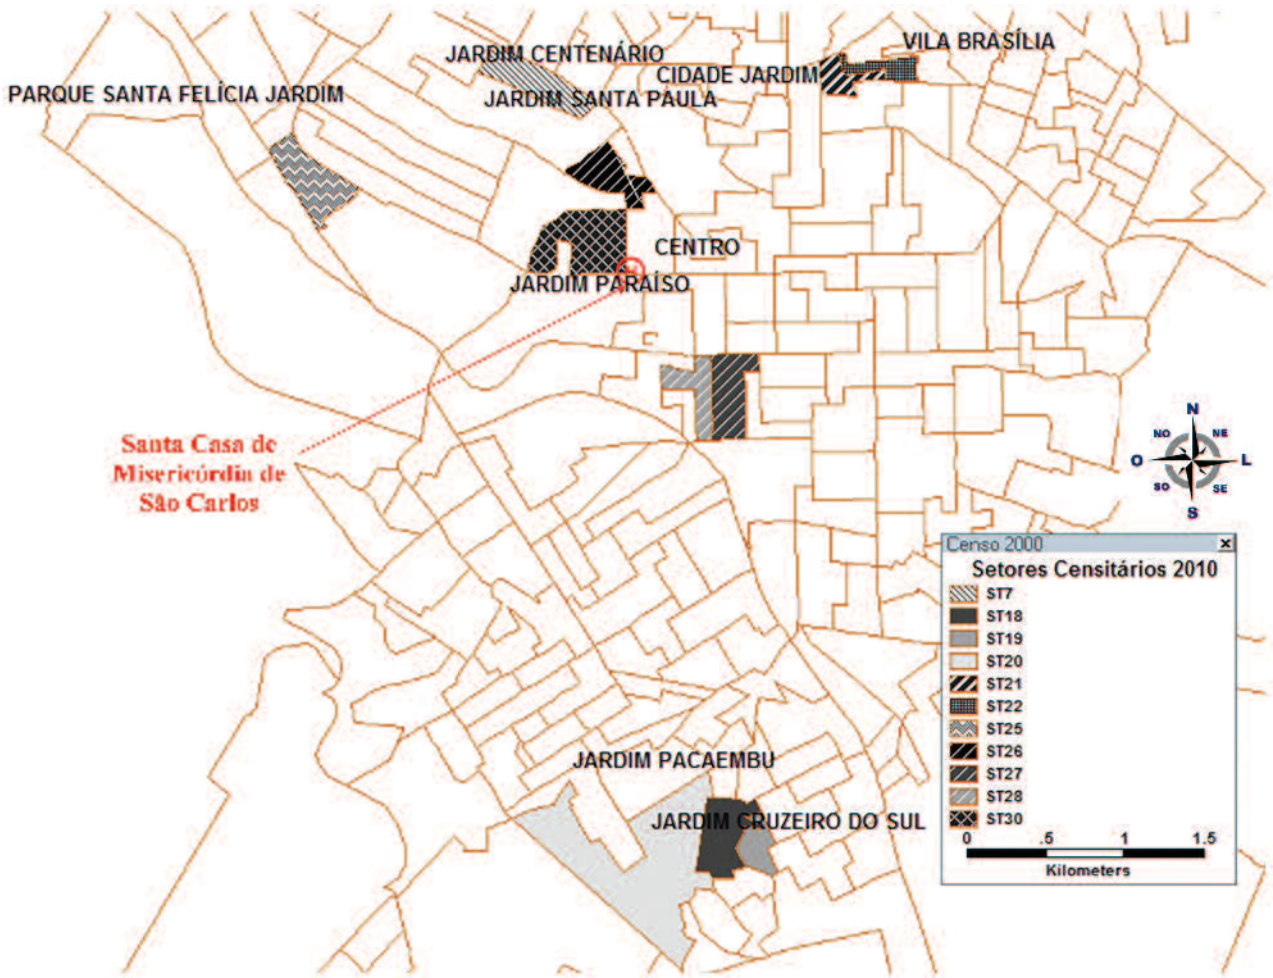 VILA BRASÍLIA
JARDIM CENTENÁRIO
CIDADE JARDIM
PARQUE SANTA FELÍCIA JARDIM
JARDIM SANTA PAULA
CENTRO
JARDIM PARAÍSO
Santa Casa de
Misericórdia de
São Carlos
N
NO
NE
O
L
SO
SE
S
Censo 2000
Setores Censitários 2010
ST7
ST18
ST19
ST20
ST21
ST22
ST25
ST26
ST27
ST28
ST30
0 .5 1 1.5
Kilometers
JARDIM PACAEMBU
JARDIM CRUZEIRO DO SUL